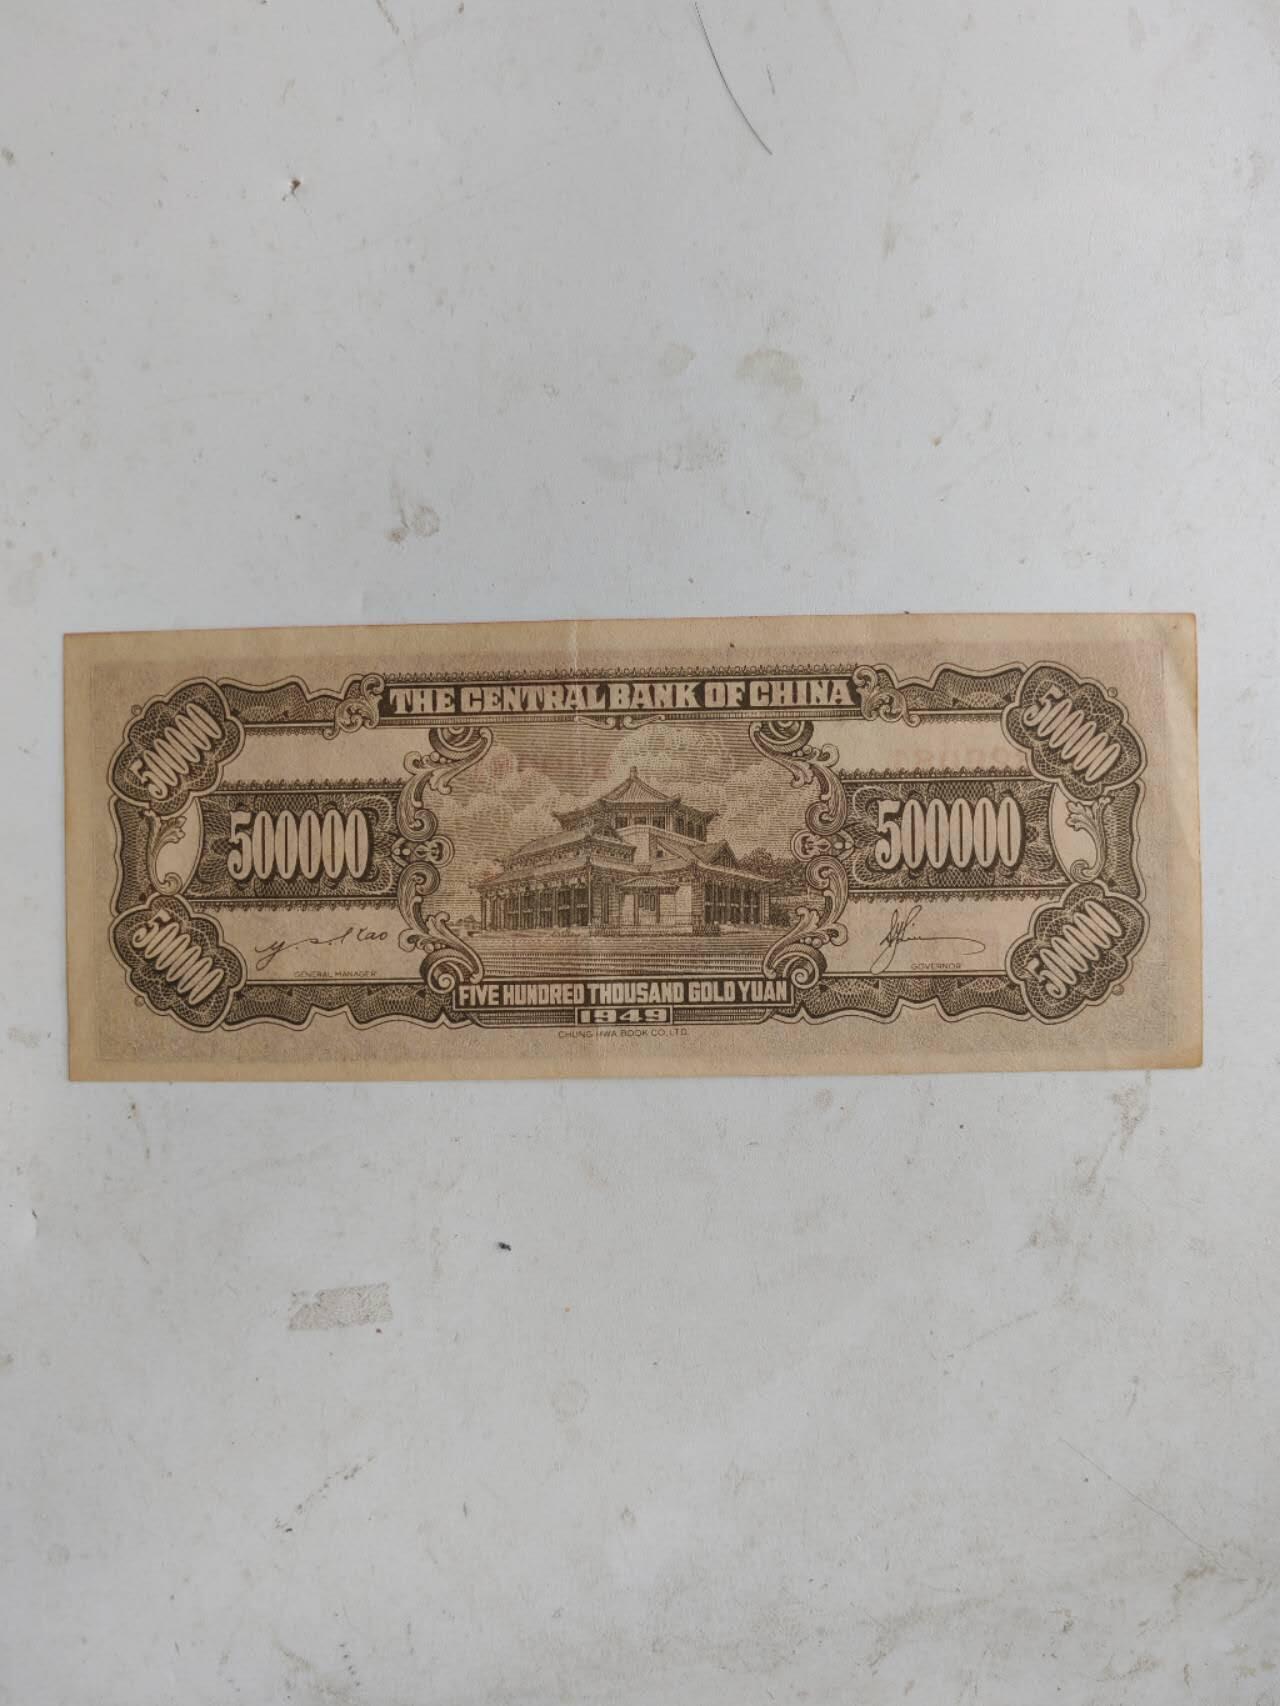 THE CENTRAL BANK OF CHINA
500000 500000
500000 500000
500000 500000
GENERAL MANAGER GOVERNOR
FIVE HUNDRED THOUSAND GOLD YUAN
1949
CHUNG HWA BOOK CO. LTD.